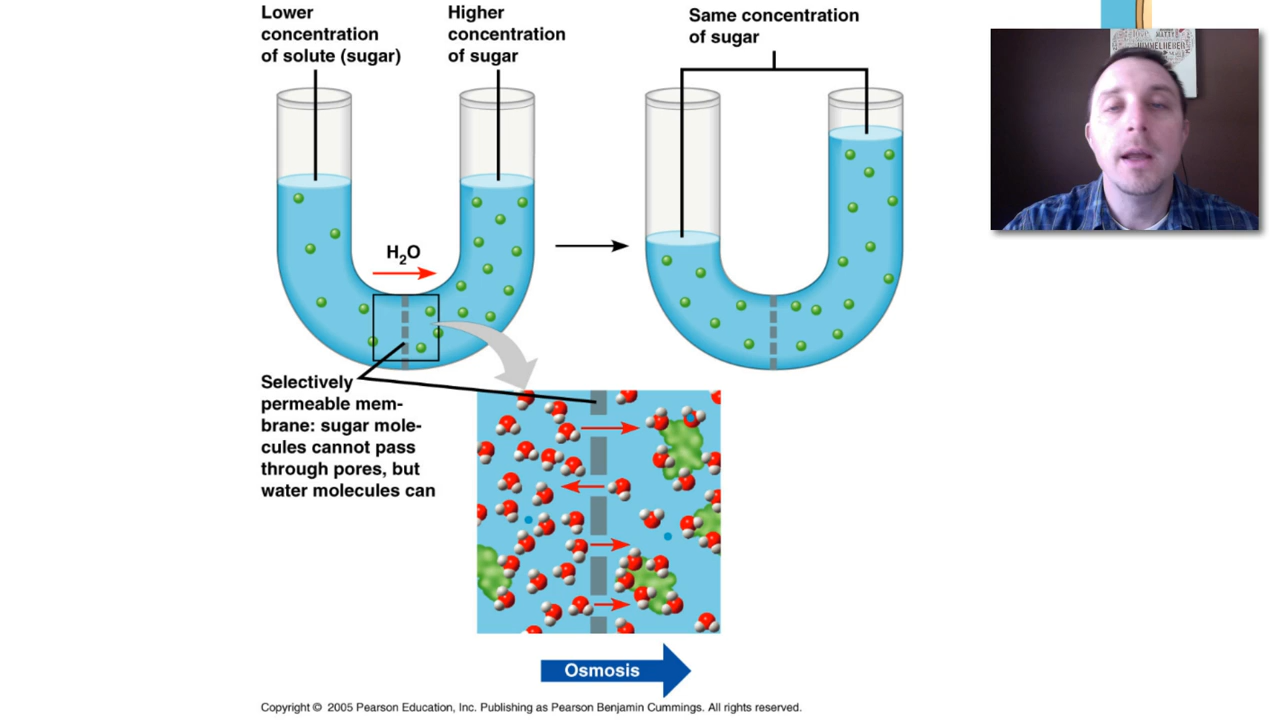 Lower
concentration
of solute (sugar)
Higher
concentration
of sugar
Same concentration
of sugar
H₂O
Selectively
permeable mem-
brane: sugar mole-
cules cannot pass
through pores, but
water molecules can
Osmosis
Copyright © 2005 Pearson Education, Inc. Publishing as Pearson Benjamin Cummings. All rights reserved.